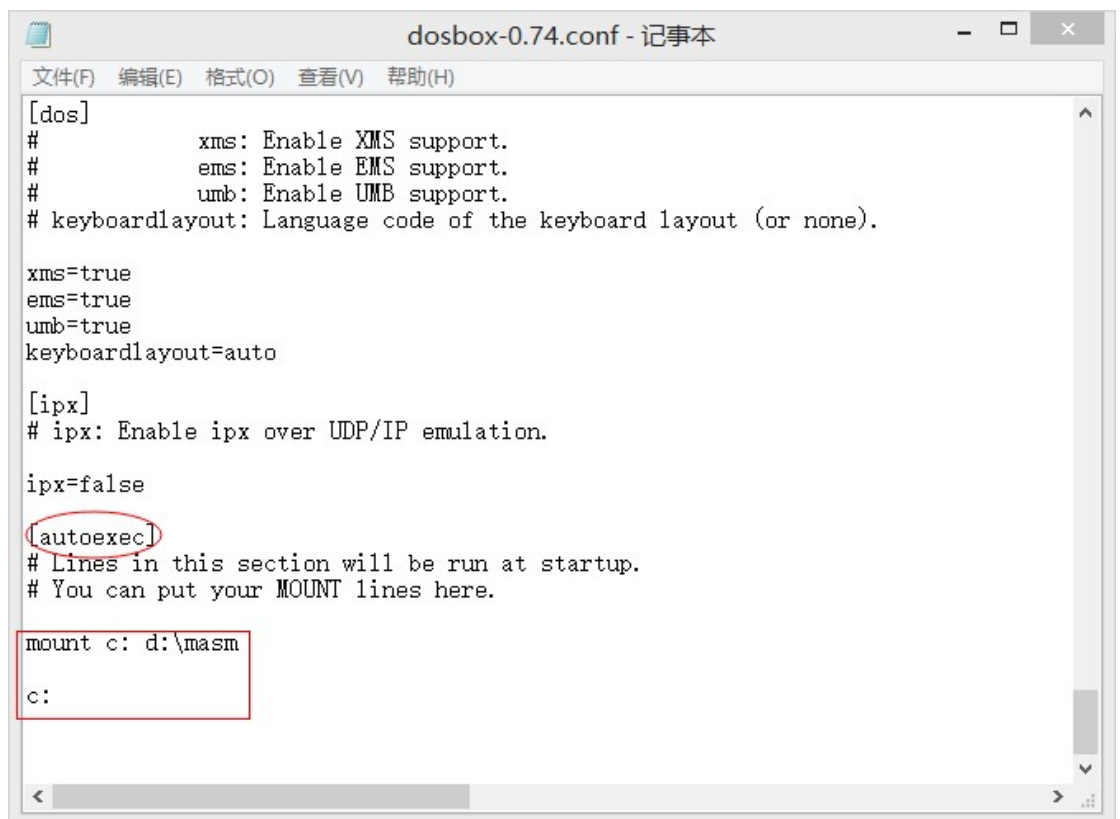 dosbox-0.74.conf - 记事本
文件(F) 编辑(E) 格式(O) 查看(V) 帮助(H)
[dos]
# xms: Enable XMS support.
# ems: Enable EMS support.
# umb: Enable UMB support.
# keyboardlayout: Language code of the keyboard layout (or none).
xms=true
ems=true
umb=true
keyboardlayout=auto
[ipx]
# ipx: Enable ipx over UDP/IP emulation.
ipx=false
[autoexec]
# Lines in this section will be run at startup.
# You can put your MOUNT lines here.
mount c: d:\masm
c: